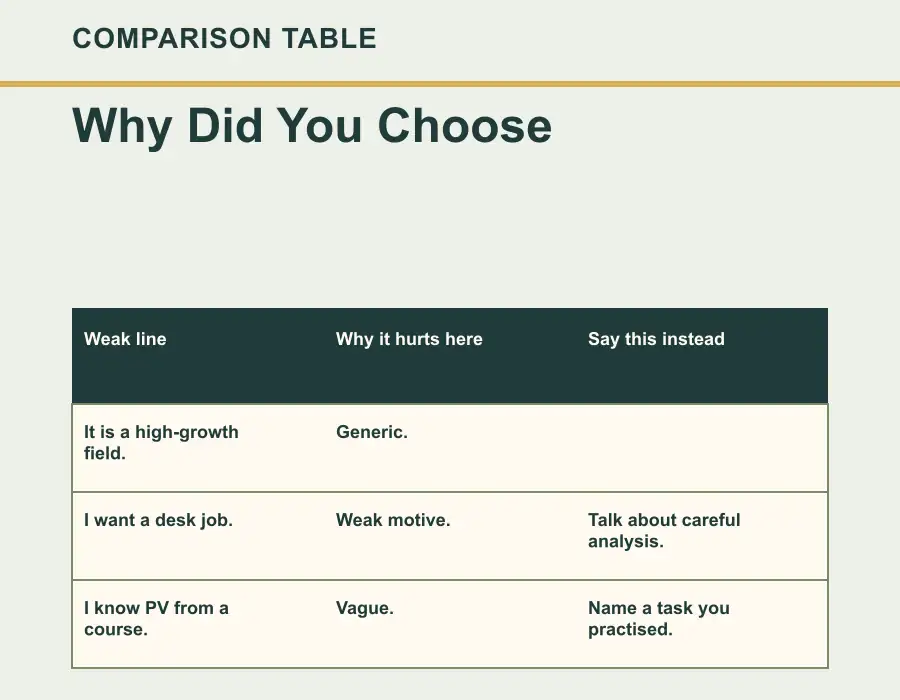 COMPARISON TABLE
Why Did You Choose
Weak line
Why it hurts here
Say this instead
It is a high-growth
field.
Generic.
I want a desk job.
Weak motive.
Talk about careful
analysis.
I know PV from a
course.
Vague.
Name a task you
practised.